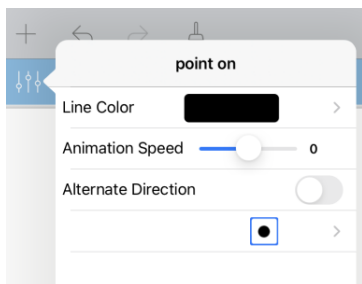 point on
Line Color
Animation Speed 0
Alternate Direction